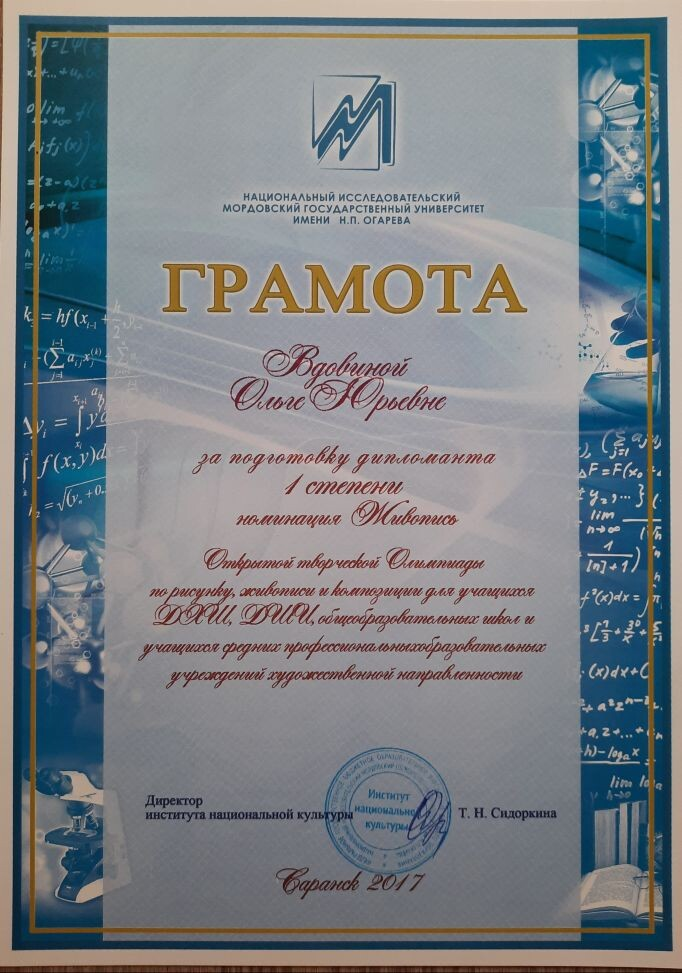 НАЦИОНАЛЬНЫЙ ИССЛЕДОВАТЕЛЬСКИЙ
МОРДОВСКИЙ ГОСУДАРСТВЕННЫЙ УНИВЕРСИТЕТ
ИМЕНИ Н.П. ОГАРЕВА
ГРАМОТА
Вдовиной
Ольге Юрьевне
за подготовку дипломанта
1 степени
номинация Живопись
Открытой творческой Олимпиады
по рисунку, живописи и композиции для учащихся
ДХШ, ДШИ, общобразовательных школ и
учащихся средних профессиональныхобразовательных
учреждений художественной направленности
Директор
института национальной культуры
Т. Н. Сидоркина
Институт
национальной
культуры
Саранск 2017